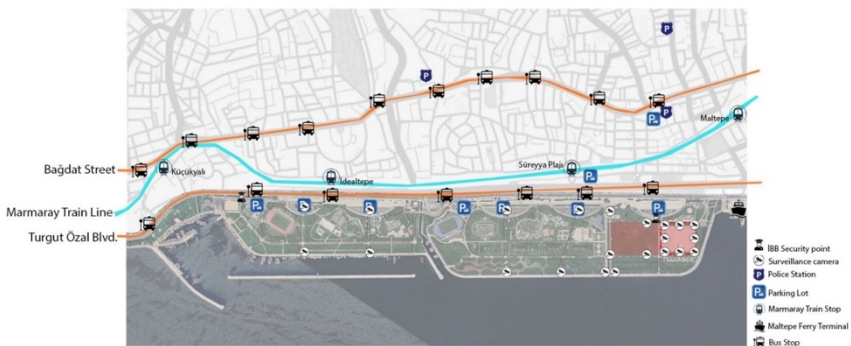 Bağdat Street
Marmaray Train Line
Turgut Özal Blvd.
Küçükyalı
İdealtepe
Süreyya Plajı
Maltepe
İBB Security point
Surveillance camera
Police Station
Parking Lot
Marmaray Train Stop
Maltepe Ferry Terminal
Bus Stop